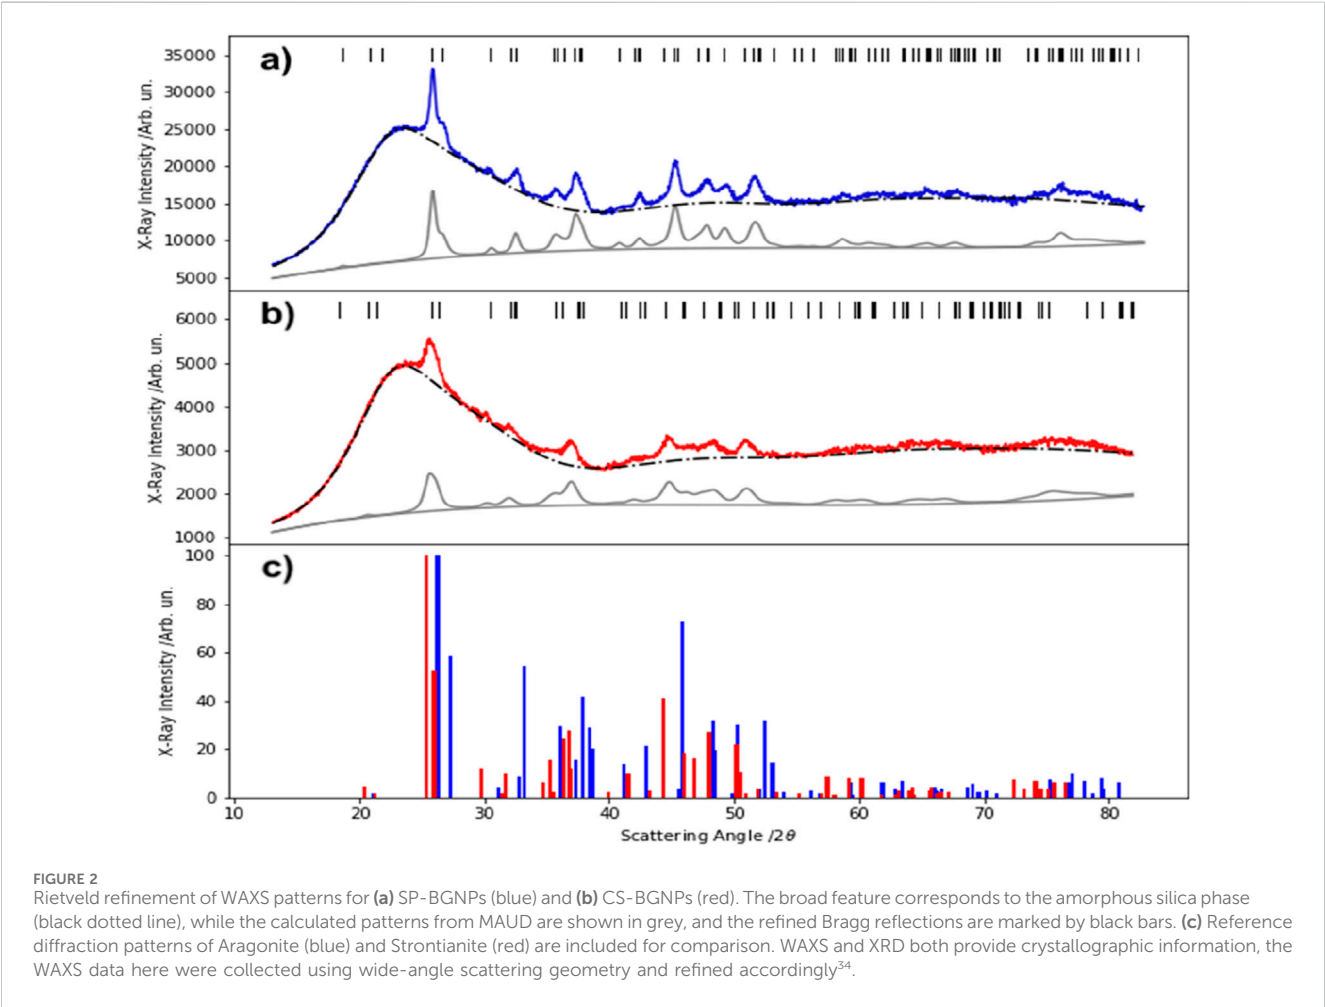 a)
35000
30000
25000
20000
15000
10000
5000
X-Ray Intensity /Arb. un.
b)
6000
5000
4000
3000
2000
1000
X-Ray Intensity /Arb. un.
c)
100
80
60
40
20
0
X-Ray Intensity /Arb. un.
10 20 30 40 50 60 70 80
Scattering Angle /2θ
FIGURE 2
Rietveld refinement of WAXS patterns for (a) SP-BGNPs (blue) and (b) CS-BGNPs (red). The broad feature corresponds to the amorphous silica phase
(black dotted line), while the calculated patterns from MAUD are shown in grey, and the refined Bragg reflections are marked by black bars. (c) Reference
diffraction patterns of Aragonite (blue) and Strontianite (red) are included for comparison. WAXS and XRD both provide crystallographic information, the
WAXS data here were collected using wide-angle scattering geometry and refined accordingly³⁴.